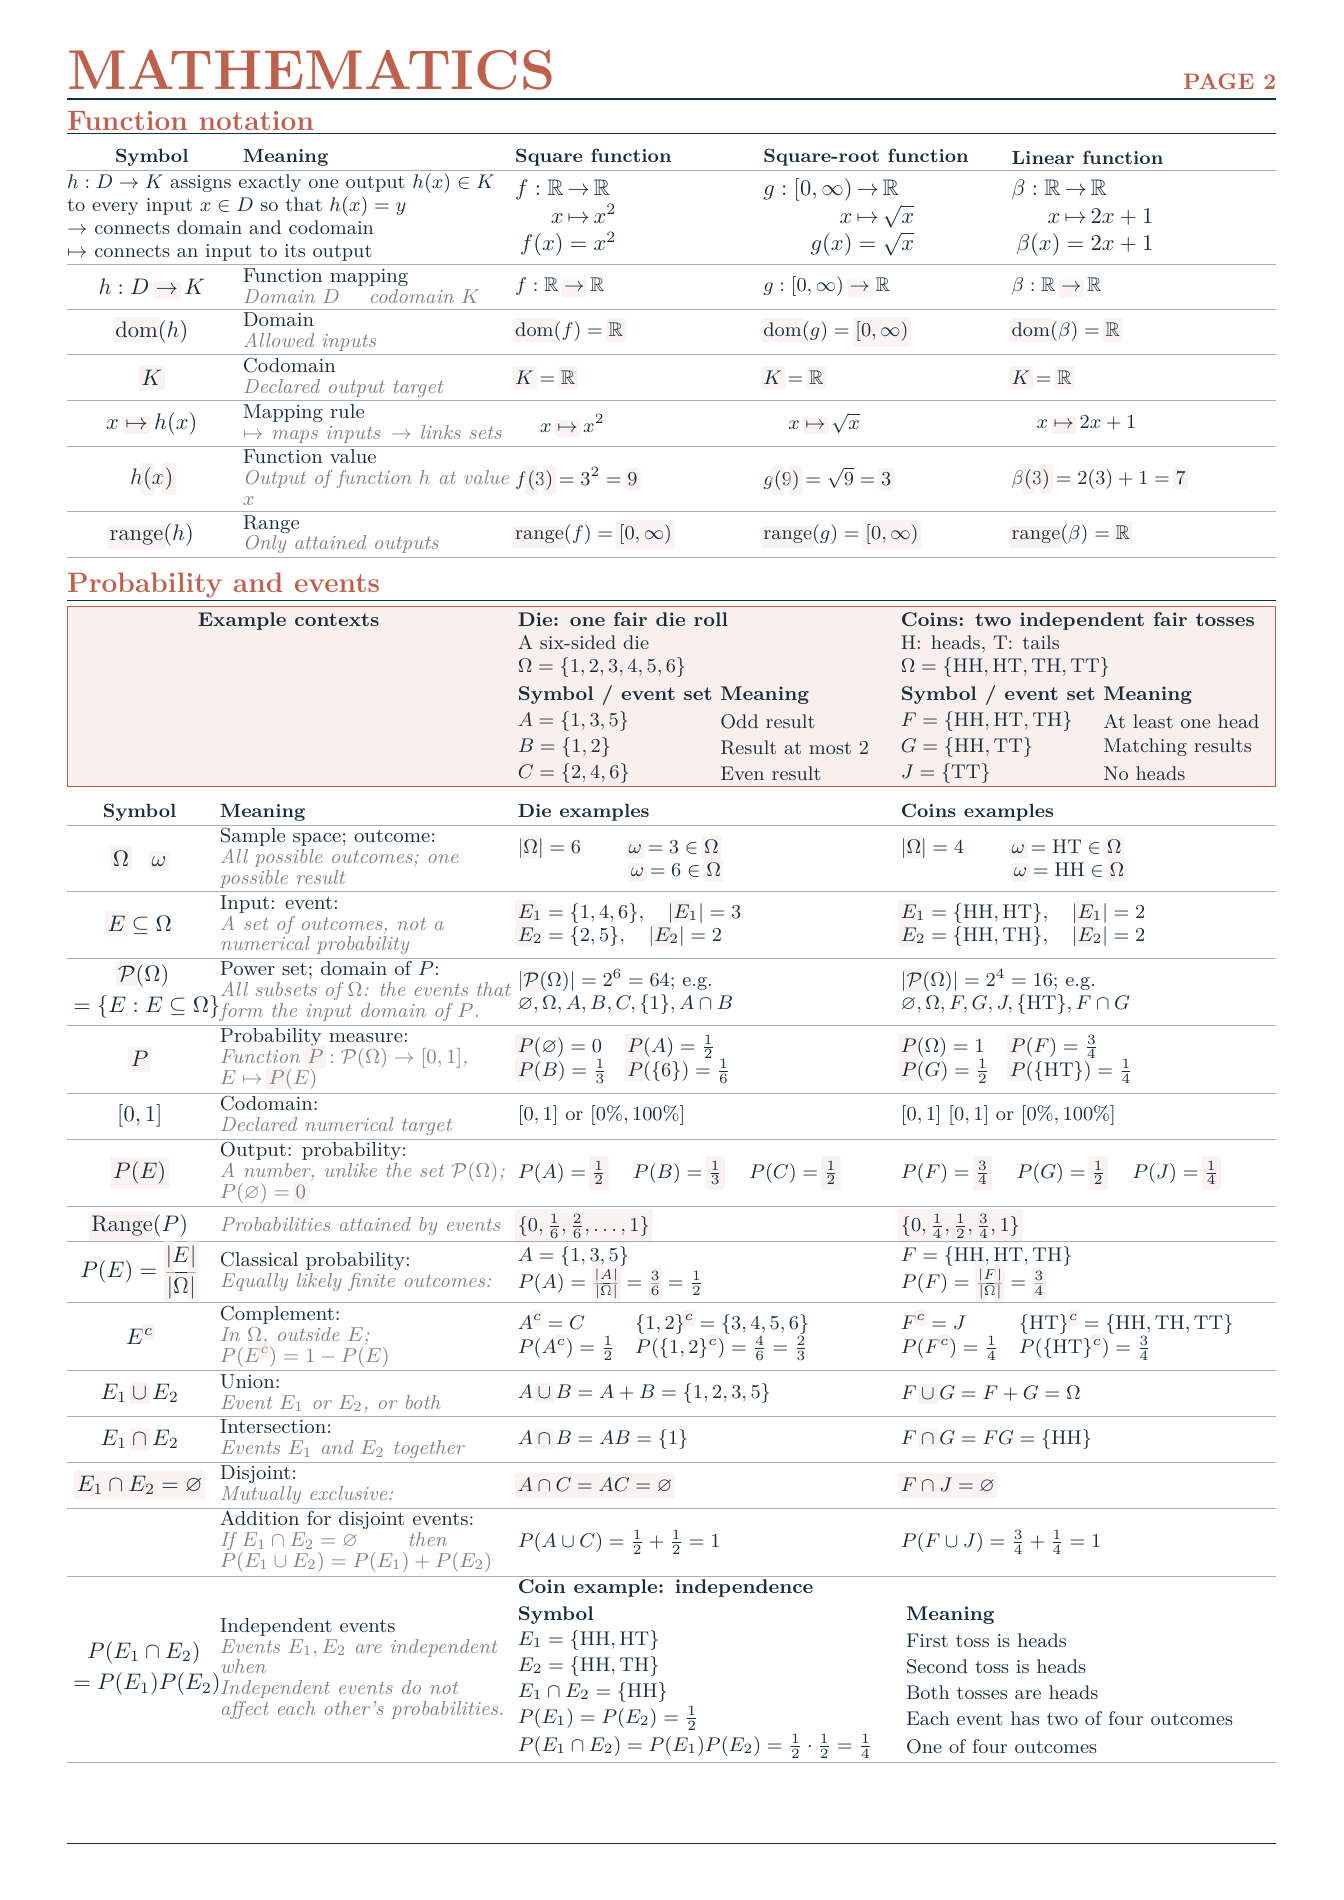 MATHEMATICS PAGE 2
Function notation
Symbol Meaning Square function Square-root function Linear function
h : D → K assigns exactly one output h(x) ∈ K f : ℝ → ℝ g : [0, ∞) → ℝ β : ℝ → ℝ
to every input x ∈ D so that h(x) = y x ↦ x² x ↦ √x x ↦ 2x + 1
→ connects domain and codomain f(x) = x² g(x) = √x β(x) = 2x + 1
↦ connects an input to its output
h : D → K Function mapping f : ℝ → ℝ g : [0, ∞) → ℝ β : ℝ → ℝ
Domain D codomain K
dom(h) Domain dom(f) = ℝ dom(g) = [0, ∞) dom(β) = ℝ
Allowed inputs
K Codomain K = ℝ K = ℝ K = ℝ
Declared output target
x ↦ h(x) Mapping rule x ↦ x² x ↦ √x x ↦ 2x + 1
↦ maps inputs → links sets
h(x) Function value f(3) = 3² = 9 g(9) = √9 = 3 β(3) = 2(3) + 1 = 7
Output of function h at value
x
range(h) Range range(f) = [0, ∞) range(g) = [0, ∞) range(β) = ℝ
Only attained outputs
Probability and events
Example contexts Die: one fair die roll Coins: two independent fair tosses
A six-sided die H: heads, T: tails
Ω = {1, 2, 3, 4, 5, 6} Ω = {HH, HT, TH, TT}
Symbol / event set Meaning Symbol / event set Meaning
A = {1, 3, 5} Odd result F = {HH, HT, TH} At least one head
B = {1, 2} Result at most 2 G = {HH, TT} Matching results
C = {2, 4, 6} Even result J = {TT} No heads
Symbol Meaning Die examples Coins examples
Ω ω Sample space; outcome: |Ω| = 6 ω = 3 ∈ Ω |Ω| = 4 ω = HT ∈ Ω
All possible outcomes; one ω = 6 ∈ Ω ω = HH ∈ Ω
possible result
E ⊆ Ω Input: event: E₁ = {1, 4, 6}, |E₁| = 3 E₁ = {HH, HT}, |E₁| = 2
A set of outcomes, not a E₂ = {2, 5}, |E₂| = 2 E₂ = {HH, TH}, |E₂| = 2
numerical probability
𝒫(Ω) Power set; domain of P: |𝒫(Ω)| = 2⁶ = 64; e.g. |𝒫(Ω)| = 2⁴ = 16; e.g.
= {E : E ⊆ Ω} All subsets of Ω: the events that ∅, Ω, A, B, C, {1}, A ∩ B ∅, Ω, F, G, J, {HT}, F ∩ G
form the input domain of P.
P Probability measure: P(∅) = 0 P(A) = 1/2 P(Ω) = 1 P(F) = 3/4
Function P : 𝒫(Ω) → [0, 1], P(B) = 1/3 P({6}) = 1/6 P(G) = 1/2 P({HT}) = 1/4
E ↦ P(E)
[0, 1] Codomain: [0, 1] or [0%, 100%] [0, 1] [0, 1] or [0%, 100%]
Declared numerical target
P(E) Output: probability: P(A) = 1/2 P(B) = 1/3 P(C) = 1/2 P(F) = 3/4 P(G) = 1/2 P(J) = 1/4
A number, unlike the set 𝒫(Ω);
P(∅) = 0
Range(P) Probabilities attained by events {0, 1/6, 2/6, . . . , 1} {0, 1/4, 1/2, 3/4, 1}
P(E) = |E|/|Ω| Classical probability: A = {1, 3, 5} F = {HH, HT, TH}
Equally likely finite outcomes: P(A) = |A|/|Ω| = 3/6 = 1/2 P(F) = |F|/|Ω| = 3/4
Eᶜ Complement: Aᶜ = C {1, 2}ᶜ = {3, 4, 5, 6} Fᶜ = J {HT}ᶜ = {HH, TH, TT}
In Ω, outside E; P(Aᶜ) = 1/2 P({1, 2}ᶜ) = 4/6 = 2/3 P(Fᶜ) = 1/4 P({HT}ᶜ) = 3/4
P(Eᶜ) = 1 − P(E)
E₁ ∪ E₂ Union: A ∪ B = A + B = {1, 2, 3, 5} F ∪ G = F + G = Ω
Event E₁ or E₂, or both
E₁ ∩ E₂ Intersection: A ∩ B = AB = {1} F ∩ G = FG = {HH}
Events E₁ and E₂ together
E₁ ∩ E₂ = ∅ Disjoint: A ∩ C = AC = ∅ F ∩ J = ∅
Mutually exclusive:
Addition for disjoint events:
If E₁ ∩ E₂ = ∅ then P(A ∪ C) = 1/2 + 1/2 = 1 P(F ∪ J) = 3/4 + 1/4 = 1
P(E₁ ∪ E₂) = P(E₁) + P(E₂)
Coin example: independence
Symbol Meaning
Independent events E₁ = {HH, HT} First toss is heads
P(E₁ ∩ E₂) Events E₁, E₂ are independent E₂ = {HH, TH} Second toss is heads
when
= P(E₁)P(E₂) Independent events do not E₁ ∩ E₂ = {HH} Both tosses are heads
affect each other's probabilities. P(E₁) = P(E₂) = 1/2 Each event has two of four outcomes
P(E₁ ∩ E₂) = P(E₁)P(E₂) = 1/2 · 1/2 = 1/4 One of four outcomes